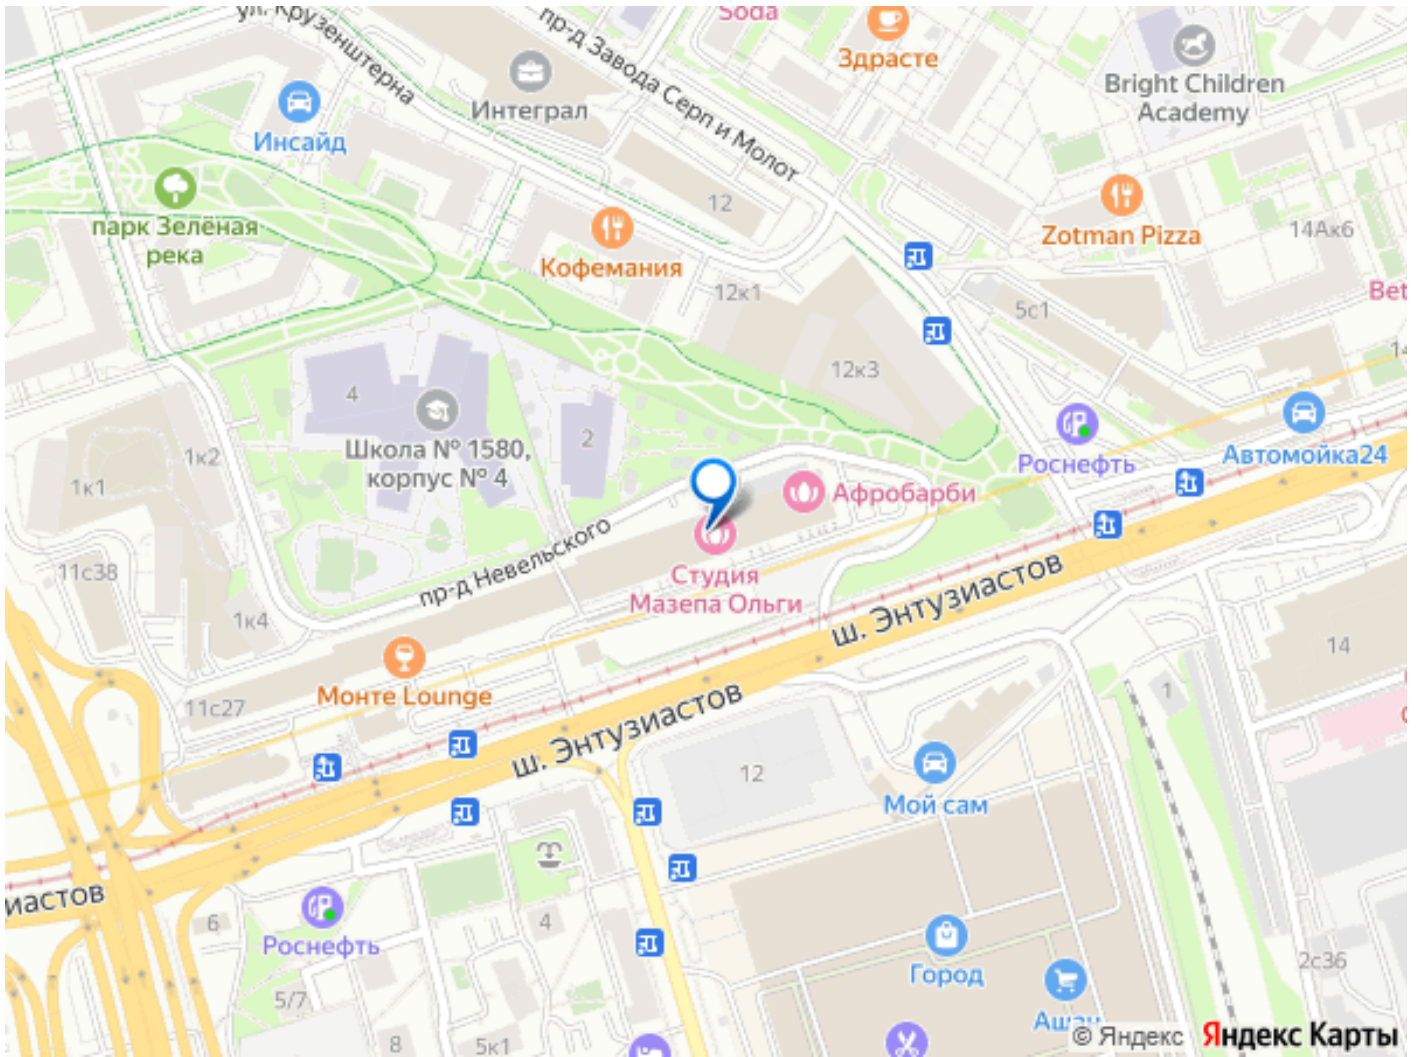 Soda
ул. Крузенштерна
пр-д Завода Серп и Молот
Здрасте
Bright Children
Academy
Интеграл
Инсайд
парк Зелёная
река
12
Кофемания
Zotman Pizza
14Ак6
Bet
12к1
5с1
14
12к3
4
Школа № 1580,
корпус № 4
2
1к2
1к1
Роснефть
Автомойка24
Афробарби
пр-д Невельского
Студия
Мазепа Ольги
11с38
1к4
ш. Энтузиастов
14
1
Монте Lounge
11с27
ш. Энтузиастов
12
Мой сам
иастов
6
Роснефть
4
Город
2с36
5/7
Ашан
8
5к1
© Яндекс Яндекс Карты